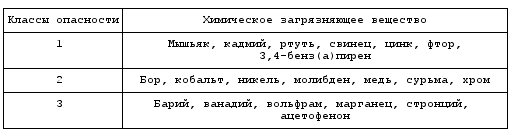 Классы опасности Химическое загрязняющее вещество
1 Мышьяк, кадмий, ртуть, свинец, цинк, фтор,
3,4-бенз(а)пирен
2 Бор, кобальт, никель, молибден, медь, сурьма, хром
3 Барий, ванадий, вольфрам, марганец, стронций,
ацетофенон